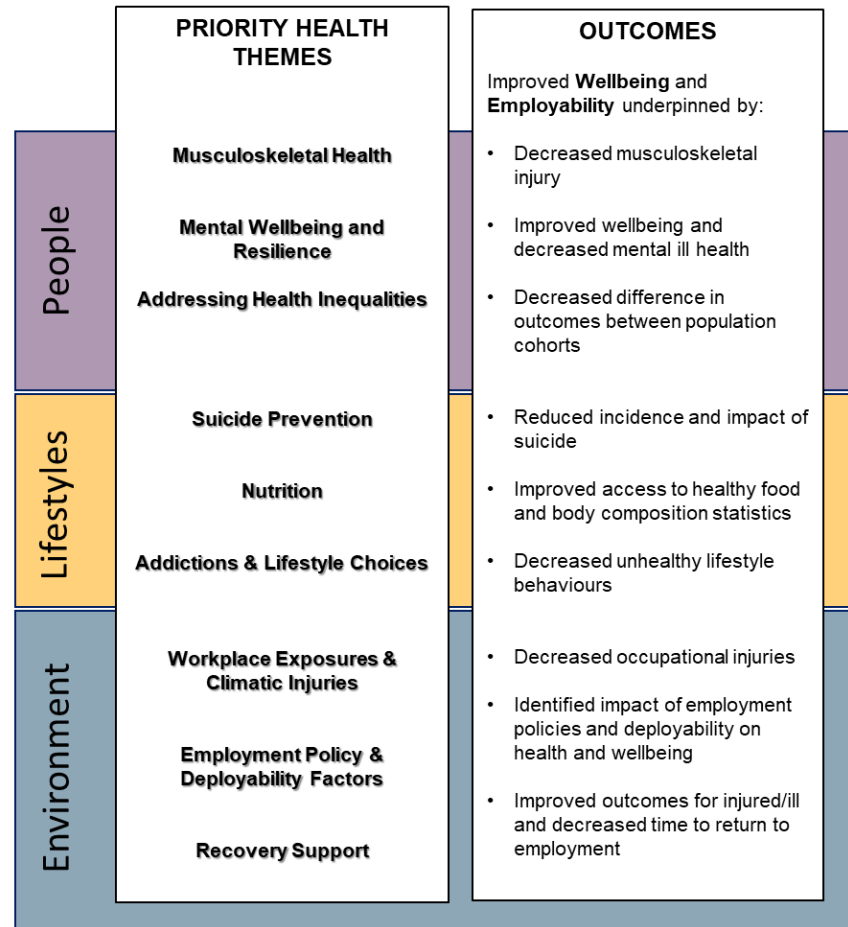 PRIORITY HEALTH
THEMES
OUTCOMES
Improved Wellbeing and
Employability underpinned by:
People
Musculoskeletal Health
• Decreased musculoskeletal
injury
Mental Wellbeing and
Resilience
• Improved wellbeing and
decreased mental ill health
Addressing Health Inequalities
• Decreased difference in
outcomes between population
cohorts
Lifestyles
Suicide Prevention
• Reduced incidence and impact of
suicide
Nutrition
• Improved access to healthy food
and body composition statistics
Addictions & Lifestyle Choices
• Decreased unhealthy lifestyle
behaviours
Environment
Workplace Exposures &
Climatic Injuries
• Decreased occupational injuries
Employment Policy &
Deployability Factors
• Identified impact of employment
policies and deployability on
health and wellbeing
Recovery Support
• Improved outcomes for injured/ill
and decreased time to return to
employment